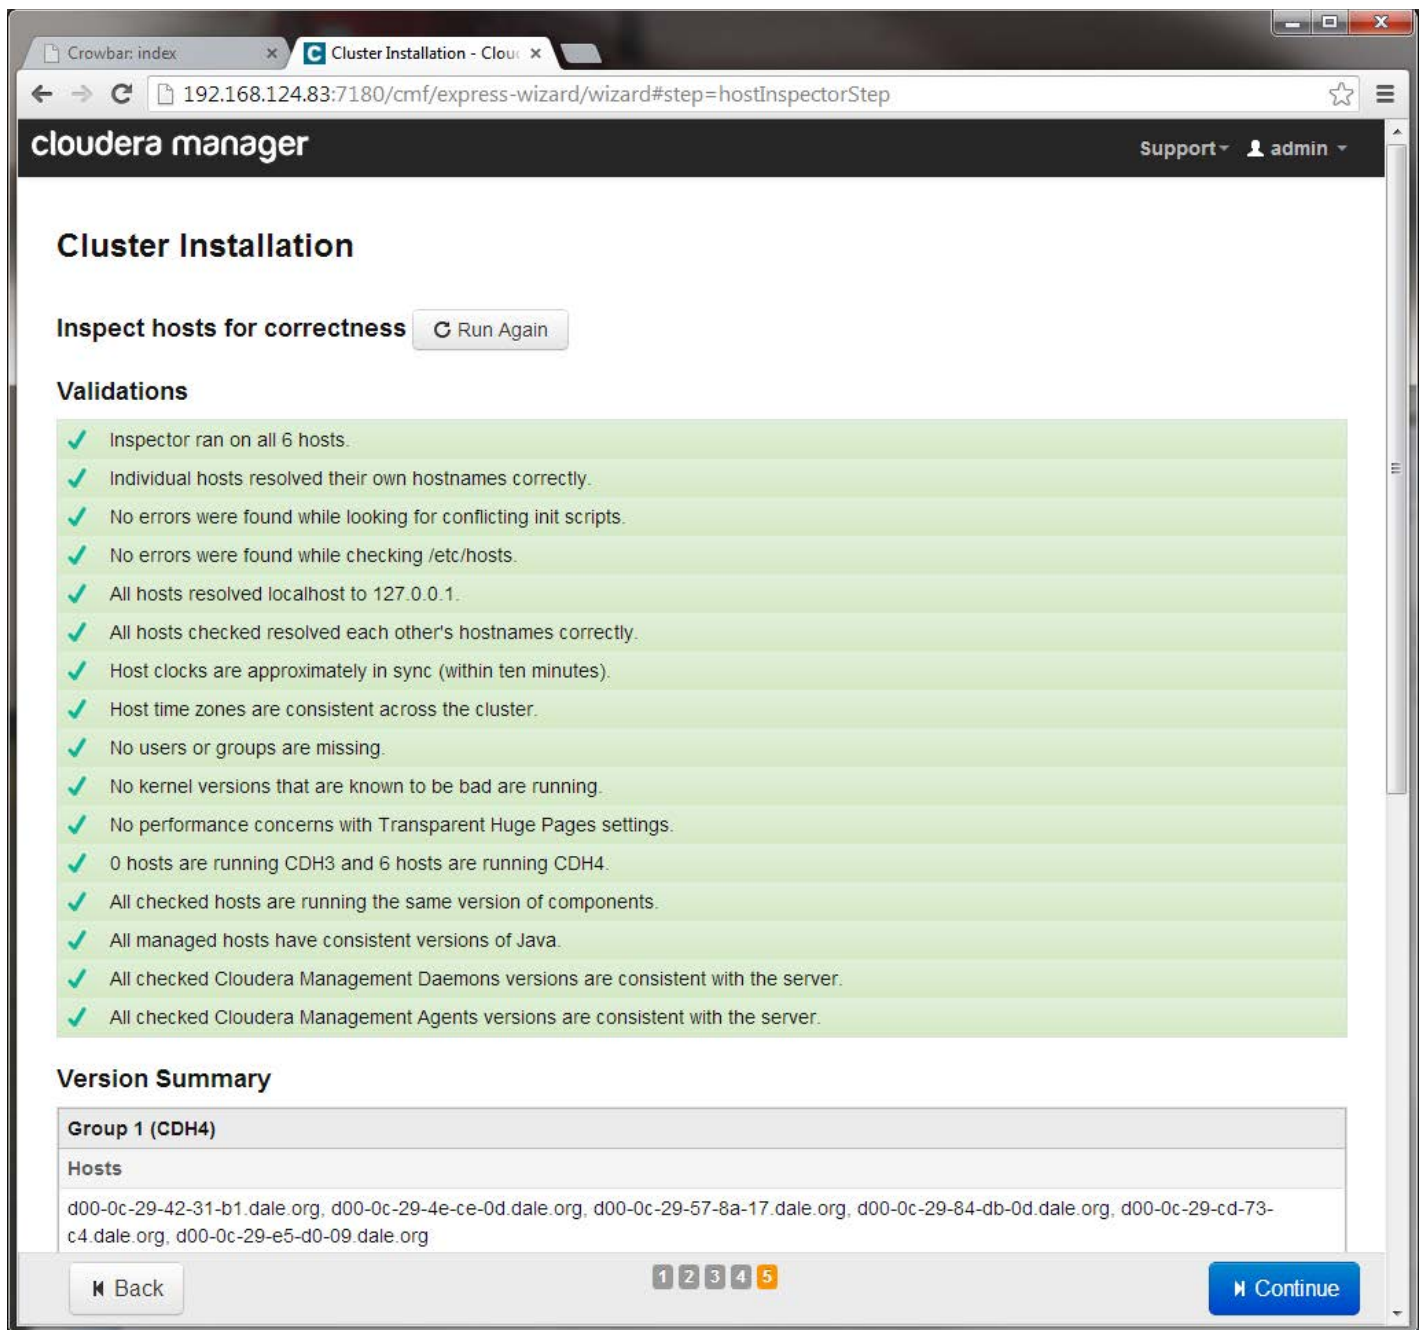 Crowbar: index
Cluster Installation - Clou
192.168.124.83:7180/cmf/express-wizard/wizard#step=hostInspectorStep
cloudera manager
Support admin
Cluster Installation
Inspect hosts for correctness Run Again
Validations
Inspector ran on all 6 hosts.
Individual hosts resolved their own hostnames correctly.
No errors were found while looking for conflicting init scripts.
No errors were found while checking /etc/hosts.
All hosts resolved localhost to 127.0.0.1.
All hosts checked resolved each other's hostnames correctly.
Host clocks are approximately in sync (within ten minutes).
Host time zones are consistent across the cluster.
No users or groups are missing.
No kernel versions that are known to be bad are running.
No performance concerns with Transparent Huge Pages settings.
0 hosts are running CDH3 and 6 hosts are running CDH4.
All checked hosts are running the same version of components.
All managed hosts have consistent versions of Java.
All checked Cloudera Management Daemons versions are consistent with the server.
All checked Cloudera Management Agents versions are consistent with the server.
Version Summary
Group 1 (CDH4)
Hosts
d00-0c-29-42-31-b1.dale.org, d00-0c-29-4e-ce-0d.dale.org, d00-0c-29-57-8a-17.dale.org, d00-0c-29-84-db-0d.dale.org, d00-0c-29-cd-73-
c4.dale.org, d00-0c-29-e5-d0-09.dale.org
Back 1 2 3 4 5 Continue